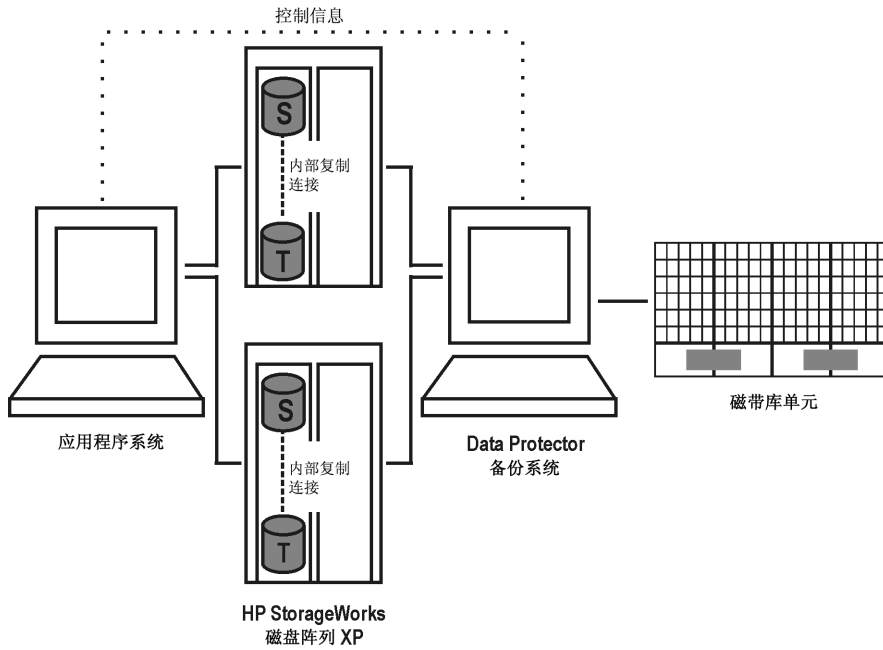 控制信息
S
内部复制
连接
T
S
内部复制
连接
T
应用程序系统
Data Protector
备份系统
磁带库单元
HP StorageWorks
磁盘阵列 XP